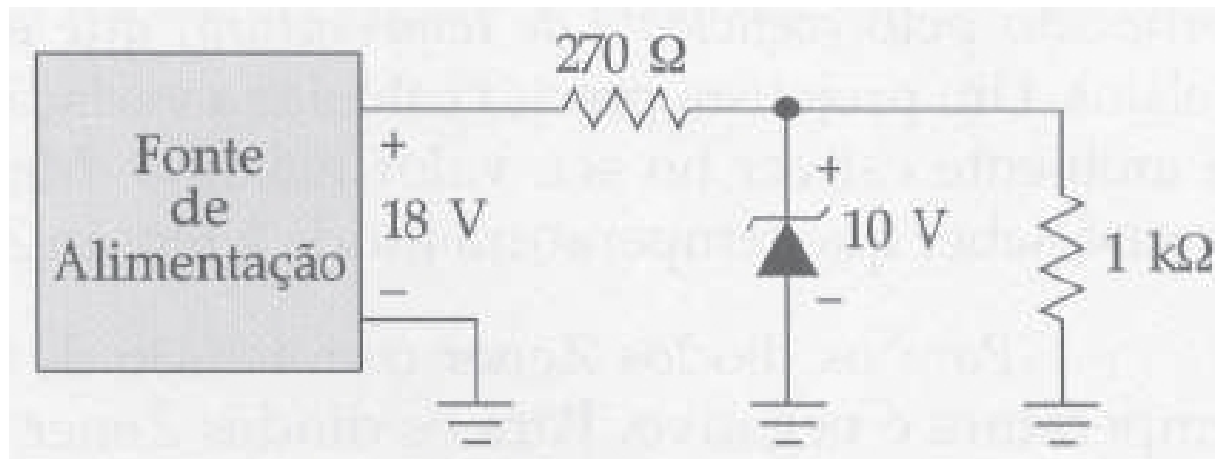 270 Ω
Fonte
de
Alimentação
+
18 V
–
+
10 V
–
1 kΩ